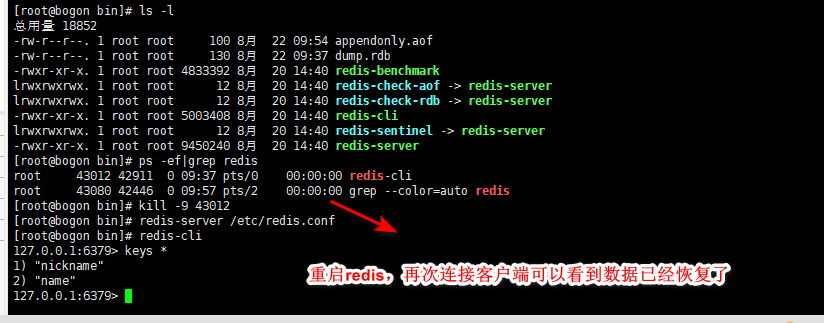 [root@bogon bin]# ls -l
总用量 18852
-rw-r--r--. 1 root root     100 8月  22 09:54 appendonly.aof
-rw-r--r--. 1 root root     130 8月  22 09:37 dump.rdb
-rwxr-xr-x. 1 root root 4833392 8月  20 14:40 redis-benchmark
lrwxrwxrwx. 1 root root      12 8月  20 14:40 redis-check-aof -> redis-server
lrwxrwxrwx. 1 root root      12 8月  20 14:40 redis-check-rdb -> redis-server
-rwxr-xr-x. 1 root root 5003408 8月  20 14:40 redis-cli
lrwxrwxrwx. 1 root root      12 8月  20 14:40 redis-sentinel -> redis-server
-rwxr-xr-x. 1 root root 9450240 8月  20 14:40 redis-server
[root@bogon bin]# ps -ef|grep redis
root     43012 42911  0 09:37 pts/0    00:00:00 redis-cli
root     43080 42446  0 09:57 pts/2    00:00:00 grep --color=auto redis
[root@bogon bin]# kill -9 43012
[root@bogon bin]# redis-server /etc/redis.conf
[root@bogon bin]# redis-cli
127.0.0.1:6379> keys *
1) "nickname"
2) "name"
127.0.0.1:6379>
重启redis，再次连接客户端可以看到数据已经恢复了